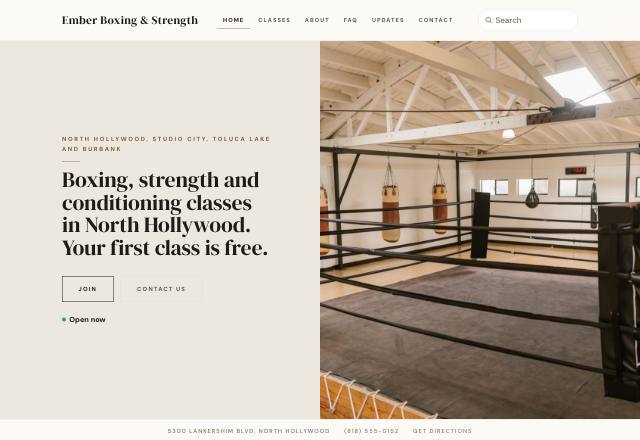 Ember Boxing & Strength
HOME CLASSES ABOUT FAQ UPDATES CONTACT
Search
NORTH HOLLYWOOD, STUDIO CITY, TOLUCA LAKE
AND BURBANK
Boxing, strength and
conditioning classes
in North Hollywood.
Your first class is free.
JOIN CONTACT US
Open now
5300 LANKERSHIM BLVD, NORTH HOLLYWOOD (818) 555-0152 GET DIRECTIONS